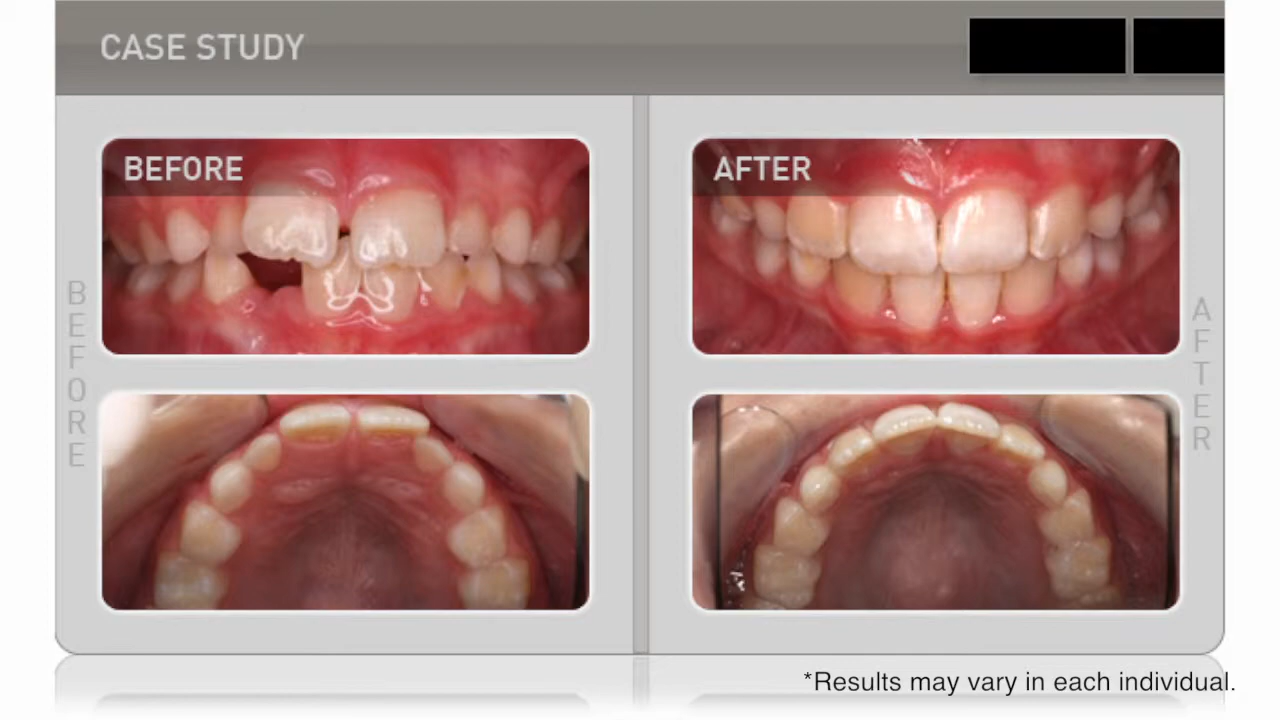 CASE STUDY
BEFORE
AFTER
BEFORE
AFTER
*Results may vary in each individual.